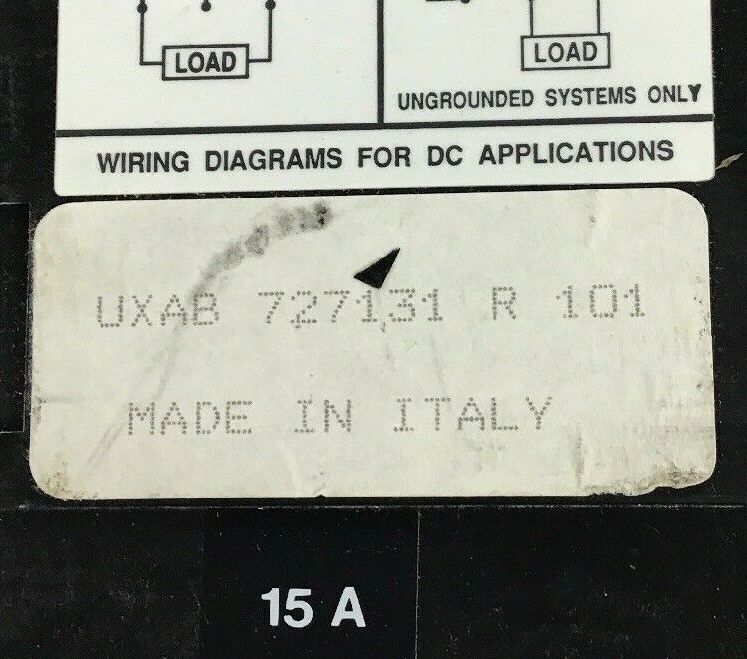 LOAD
LOAD
UNGROUNDED SYSTEMS ONLY
WIRING DIAGRAMS FOR DC APPLICATIONS
UXAB 727131 R 101
MADE IN ITALY
15 A